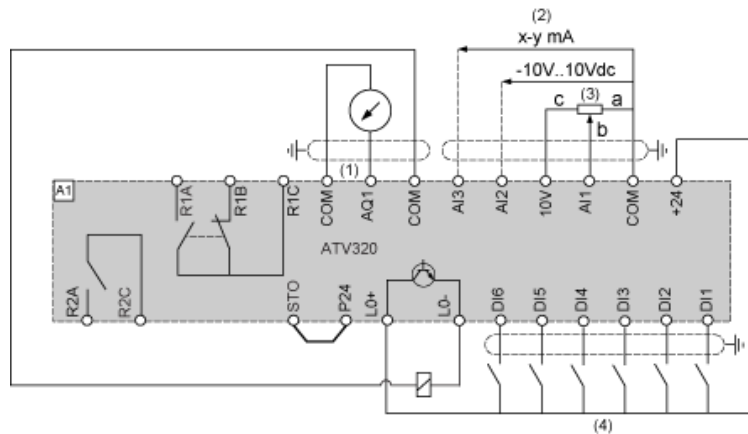 (2)
x-y mA
-10V..10Vdc
c (3) a
b
(1)
A1
R1A R1B R1C COM AQ1 COM AI3 AI2 10V AI1 COM +24
ATV320
R2A R2C STO P24 L0+ L0- DI6 DI5 DI4 DI3 DI2 DI1
(4)